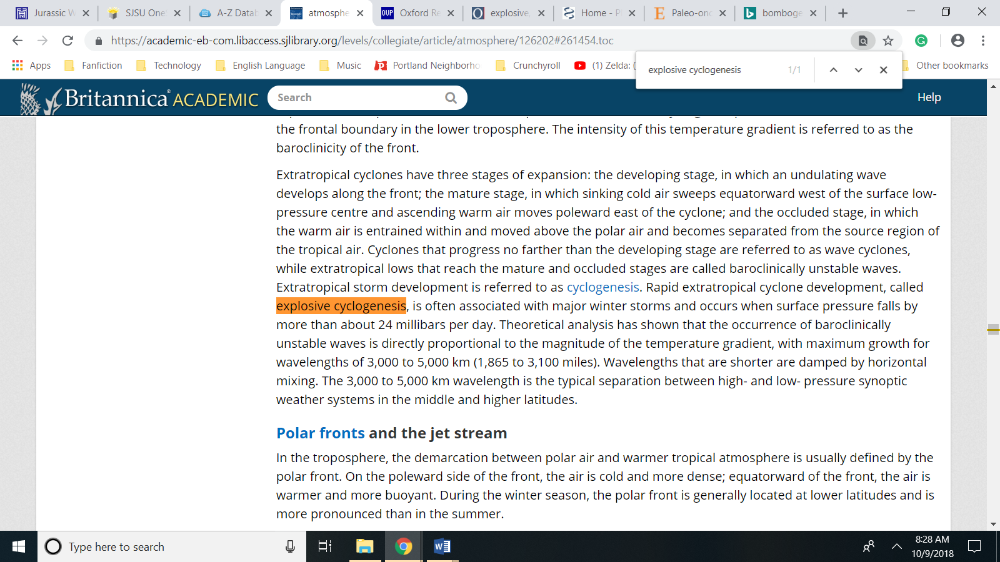 Jurassic W
SJSU One
A-Z Datab
atmosphe
OUP Oxford Re
explosive,
Home - P
Paleo-ono
bomboge
https://academic-eb-com.libaccess.sjlibrary.org/levels/collegiate/article/atmosphere/126202#261454.toc
Apps Fanfiction Technology English Language Music Portland Neighborho Crunchyroll (1) Zelda: ( Other bookmarks
explosive cyclogenesis 1/1
Britannica ACADEMIC Search Help
the frontal boundary in the lower troposphere. The intensity of this temperature gradient is referred to as the
baroclinicity of the front.
Extratropical cyclones have three stages of expansion: the developing stage, in which an undulating wave
develops along the front; the mature stage, in which sinking cold air sweeps equatorward west of the surface low-
pressure centre and ascending warm air moves poleward east of the cyclone; and the occluded stage, in which
the warm air is entrained within and moved above the polar air and becomes separated from the source region of
the tropical air. Cyclones that progress no farther than the developing stage are referred to as wave cyclones,
while extratropical lows that reach the mature and occluded stages are called baroclinically unstable waves.
Extratropical storm development is referred to as cyclogenesis. Rapid extratropical cyclone development, called
explosive cyclogenesis, is often associated with major winter storms and occurs when surface pressure falls by
more than about 24 millibars per day. Theoretical analysis has shown that the occurrence of baroclinically
unstable waves is directly proportional to the magnitude of the temperature gradient, with maximum growth for
wavelengths of 3,000 to 5,000 km (1,865 to 3,100 miles). Wavelengths that are shorter are damped by horizontal
mixing. The 3,000 to 5,000 km wavelength is the typical separation between high- and low- pressure synoptic
weather systems in the middle and higher latitudes.
Polar fronts and the jet stream
In the troposphere, the demarcation between polar air and warmer tropical atmosphere is usually defined by the
polar front. On the poleward side of the front, the air is cold and more dense; equatorward of the front, the air is
warmer and more buoyant. During the winter season, the polar front is generally located at lower latitudes and is
more pronounced than in the summer.
Type here to search
8:28 AM
10/9/2018